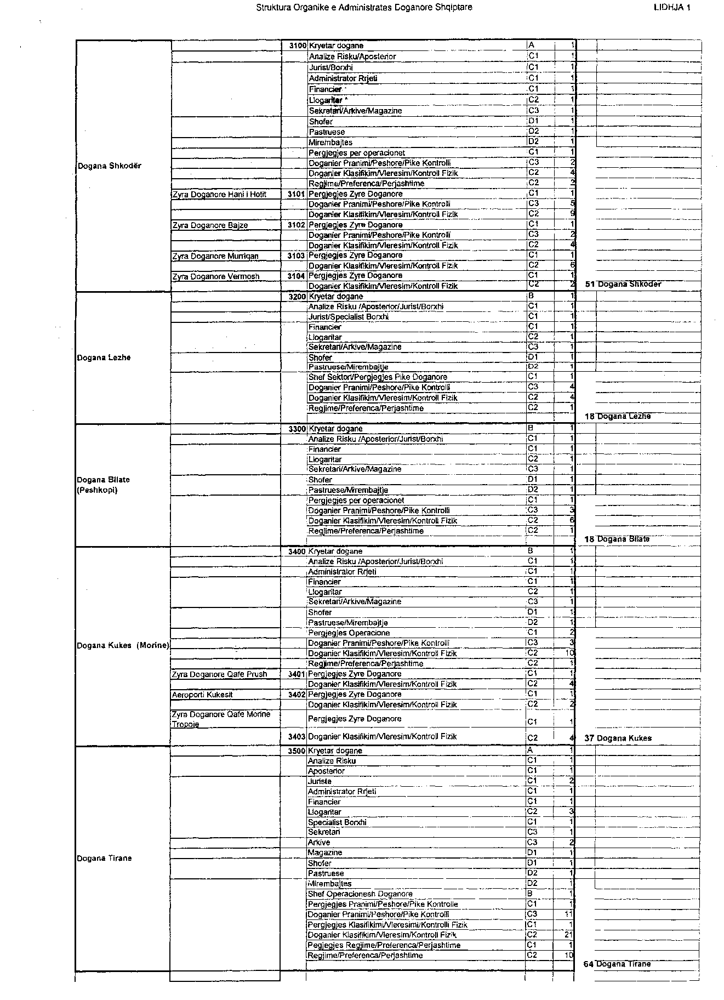 Struktura Organike e Administrates Doganore Shqiptare LIDHJA 1
3100 Kryetar dogane A 1
Analize Risku/Aposterior C1 1
Jurist/Borxhi C1 1
Administrator Rrjeti C1 1
Financier C1 1
Llogaritar * C2 1
Sekretari/Arkive/Magazine C3 1
Shofer D1 1
Pastruese D2 1
Mirembajtes D2 1
Pergjegjes per operacionet C1 1
Dogana Shkodër Doganier Pranimi/Peshore/Pike Kontrolli C3 2
Doganier Klasifikim/Vleresim/Kontroll Fizik C2 4
Regjime/Preferenca/Perjashtime C2 2
Zyra Doganore Hani i Hotit 3101 Pergjegjes Zyre Doganore C1 1
Doganier Pranimi/Peshore/Pike Kontrolli C3 5
Doganier Klasifikim/Vleresim/Kontroll Fizik C2 9
Zyra Doganore Bajze 3102 Pergjegjes Zyre Doganore C1 1
Doganier Pranimi/Peshore/Pike Kontrolli C3 2
Doganier Klasifikim/Vleresim/Kontroll Fizik C2 4
Zyra Doganore Murriqan 3103 Pergjegjes Zyre Doganore C1 1
Doganier Klasifikim/Vleresim/Kontroll Fizik C2 6
Zyra Doganore Vermosh 3104 Pergjegjes Zyre Doganore C1 1
Doganier Klasifikim/Vleresim/Kontroll Fizik C2 2 51 Dogana Shkoder
3200 Kryetar dogane B 1
Analize Risku /Aposterior/Jurist/Borxhi C1 1
Jurist/Specialist Borxhi C1 1
Financier C1 1
Llogaritar C2 1
Sekretari/Arkive/Magazine C3 1
Dogana Lezhe Shofer D1 1
Pastruese/Mirembajtje D2 1
Shef Sektori/Pergjegjes Pike Doganore C1 1
Doganier Pranimi/Peshore/Pike Kontrolli C3 4
Doganier Klasifikim/Vleresim/Kontroll Fizik C2 4
Regjime/Preferenca/Perjashtime C2 1
18 Dogana Lezhe
3300 Kryetar dogane B 1
Analize Risku /Aposterior/Jurist/Borxhi C1 1
Financier C1 1
Llogaritar C2 1
Sekretari/Arkive/Magazine C3 1
Dogana Bllate Shofer D1 1
(Peshkopi) Pastruese/Mirembajtje D2 1
Pergjegjes per operacionet C1 1
Doganier Pranimi/Peshore/Pike Kontrolli C3 3
Doganier Klasifikim/Vleresim/Kontroll Fizik C2 6
Regjime/Preferenca/Perjashtime C2 1
18 Dogana Bllate
3400 Kryetar dogane B 1
Analize Risku /Aposterior/Jurist/Borxhi C1 1
Administrator Rrjeti C1 1
Financier C1 1
Llogaritar C2 1
Sekretari/Arkive/Magazine C3 1
Shofer D1 1
Pastruese/Mirembajtje D2 1
Pergjegjes Operacione C1 2
Dogana Kukes (Morine) Doganier Pranimi/Peshore/Pike Kontrolli C3 3
Doganier Klasifikim/Vleresim/Kontroll Fizik C2 10
Regjime/Preferenca/Perjashtime C2 1
Zyra Doganore Qafe Prush 3401 Pergjegjes Zyre Doganore C1 1
Doganier Klasifikim/Vleresim/Kontroll Fizik C2 4
Aeroporti Kukesit 3402 Pergjegjes Zyre Doganore C1 1
Doganier Klasifikim/Vleresim/Kontroll Fizik C2 2
Zyra Doganore Qafe Morine
Tropoje Pergjegjes Zyre Doganore C1 1
3403 Doganier Klasifikim/Vleresim/Kontroll Fizik C2 4 37 Dogana Kukes
3500 Kryetar dogane A 1
Analize Risku C1 1
Aposterior C1 1
Juriste C1 2
Administrator Rrjeti C1 1
Financier C1 1
Llogaritar C2 3
Specialist Borxhi C1 1
Sekretari C3 1
Arkive C3 2
Magazine D1 1
Dogana Tirane Shofer D1 1
Pastruese D2 1
Mirembajtes D2 1
Shef Operacionesh Doganore B 1
Pergjegjes Pranimi/Peshore/Pike Kontrolle C1 1
Doganier Pranimi/Peshore/Pike Kontrolli C3 11
Pergjegjes Klasifikimi/Vleresimi/Kontrolli Fizik C1 1
Doganier Klasifikim/Vleresim/Kontroll Fizik C2 21
Pegjegjes Regjime/Preferenca/Perjashtime C1 1
Regjime/Preferenca/Perjashtime C2 10
64 Dogana Tirane